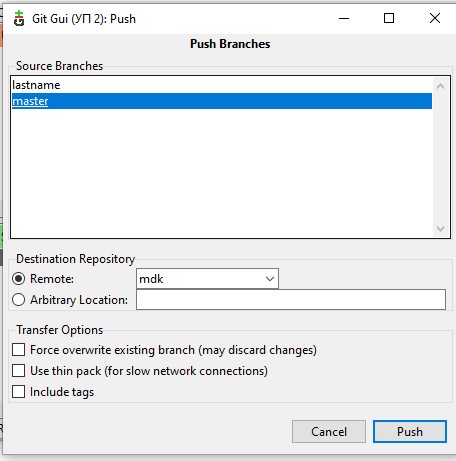 Git Gui (УП 2): Push
Push Branches
Source Branches
lastname
master
Destination Repository
Remote:
mdk
Arbitrary Location:
Transfer Options
Force overwrite existing branch (may discard changes)
Use thin pack (for slow network connections)
Include tags
Cancel
Push